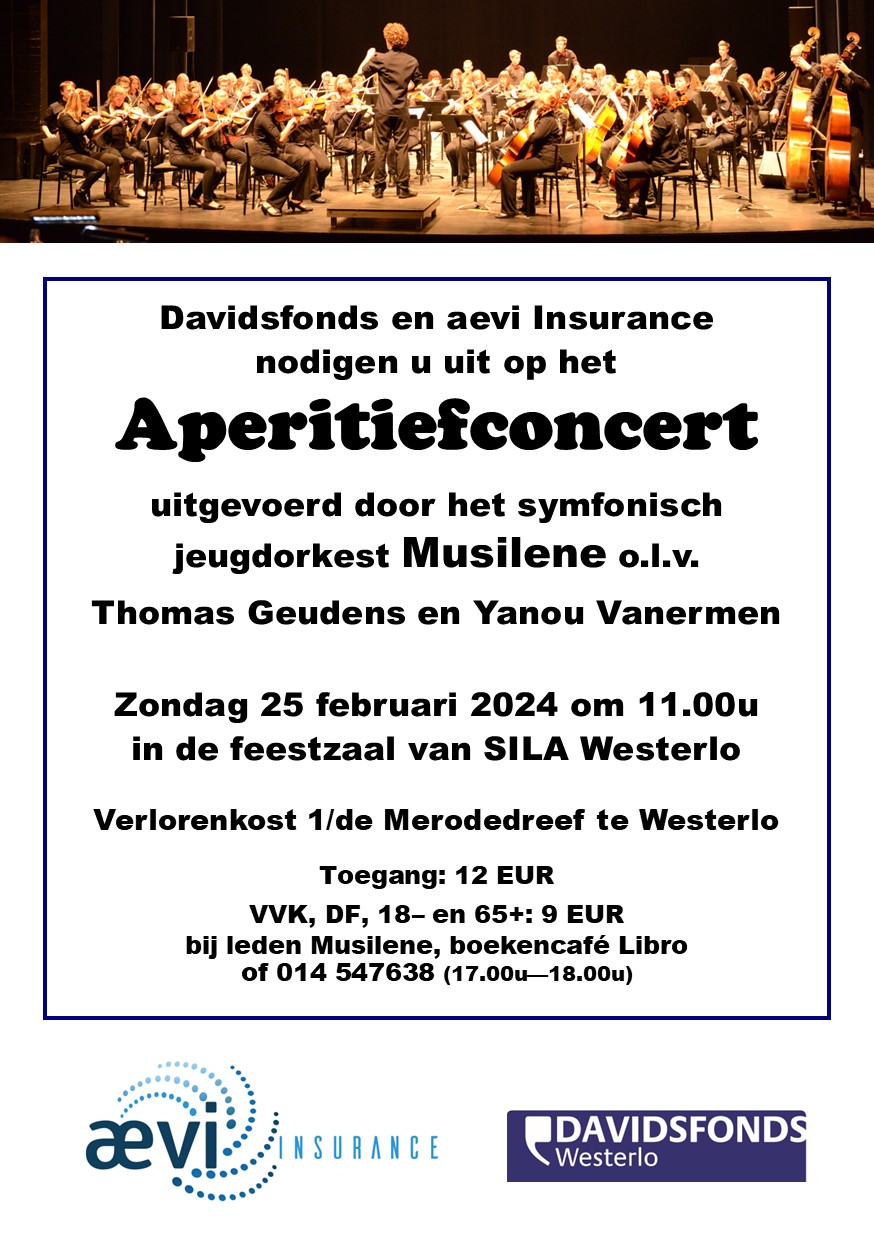 Davidsfonds en aevi Insurance
nodigen u uit op het
Aperitiefconcert
uitgevoerd door het symfonisch
jeugdorkest Musilene o.l.v.
Thomas Geudens en Yanou Vanermen
Zondag 25 februari 2024 om 11.00u
in de feestzaal van SILA Westerlo
Verlorenkost 1/de Merodedreef te Westerlo
Toegang: 12 EUR
VVK, DF, 18– en 65+: 9 EUR
bij leden Musilene, boekencafé Libro
of 014 547638 (17.00u—18.00u)
ævi INSURANCE
DAVIDSFONDS
Westerlo